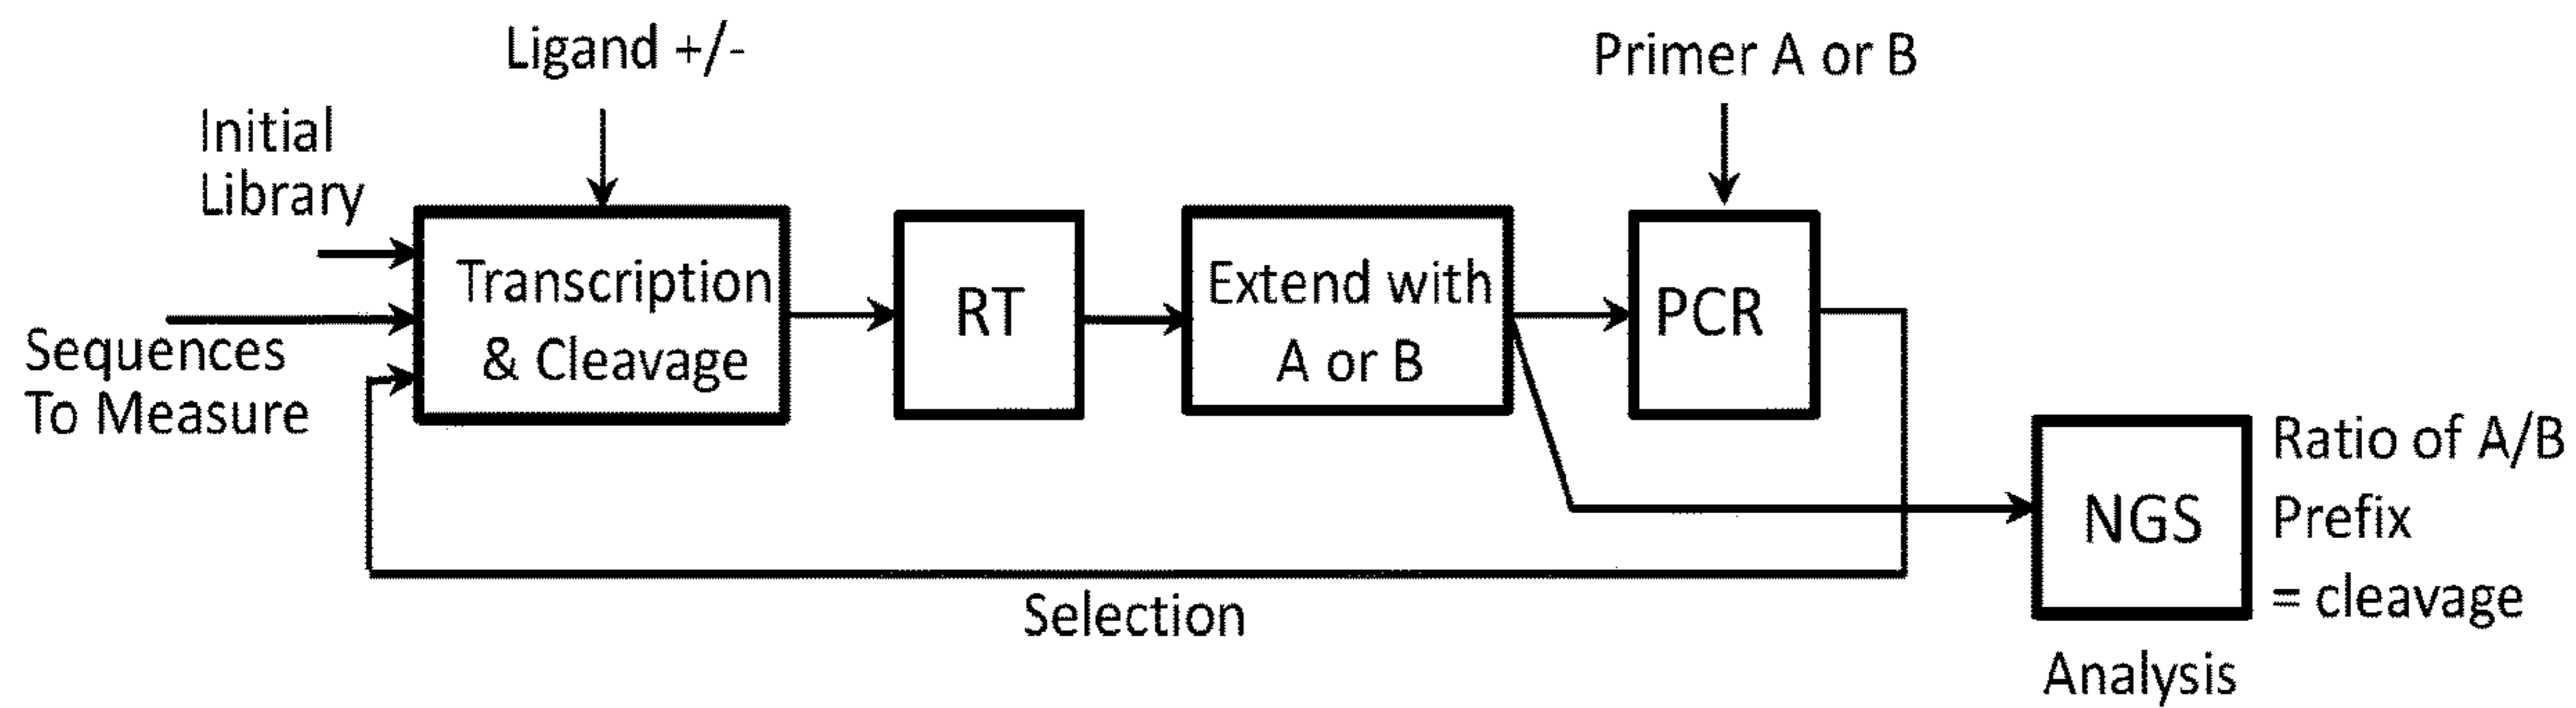 Ligand +/-
Primer A or B
Initial
Library
Transcription
& Cleavage
RT
Extend with
A or B
PCR
Sequences
To Measure
Selection
NGS
Ratio of A/B
Prefix
= cleavage
Analysis